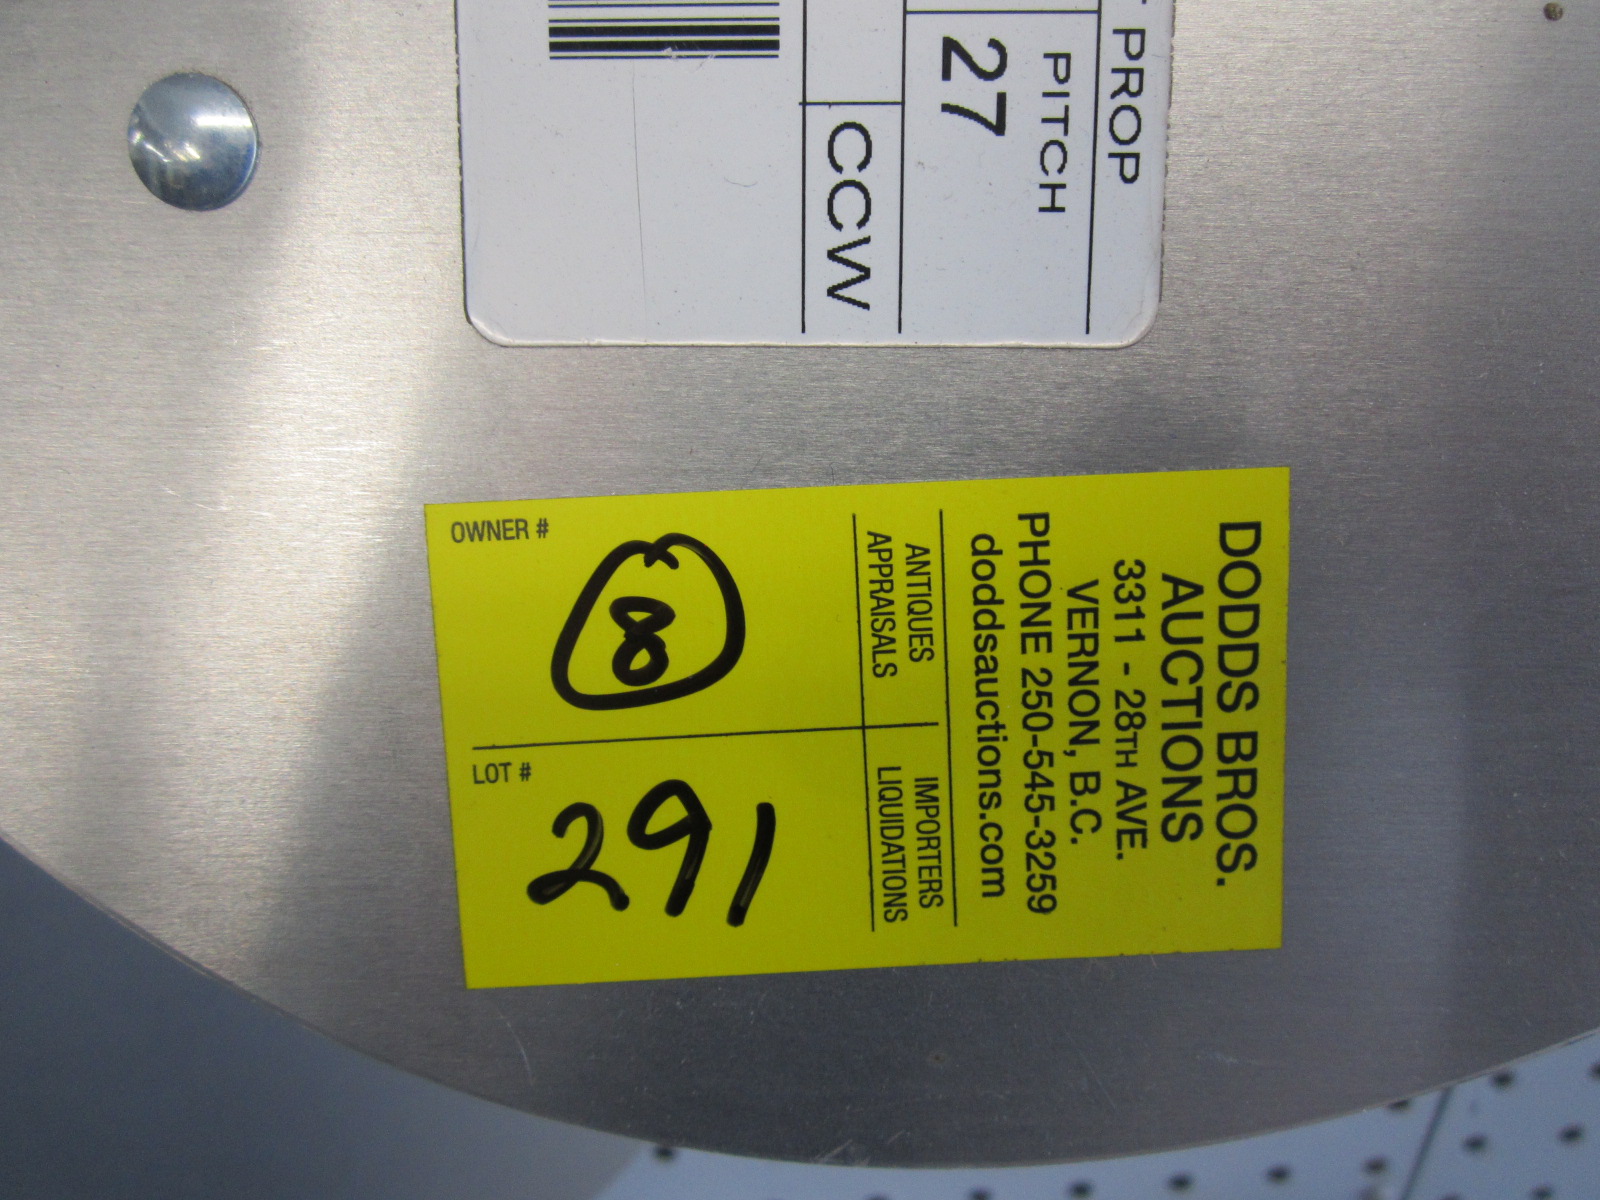 PROP
PITCH
27
CCW
DODDS BROS.
AUCTIONS
3311 - 28TH AVE.
VERNON, B.C.
PHONE 250-545-3259
doddsauctions.com
ANTIQUES
APPRAISALS
IMPORTERS
LIQUIDATIONS
OWNER #
8
LOT #
291